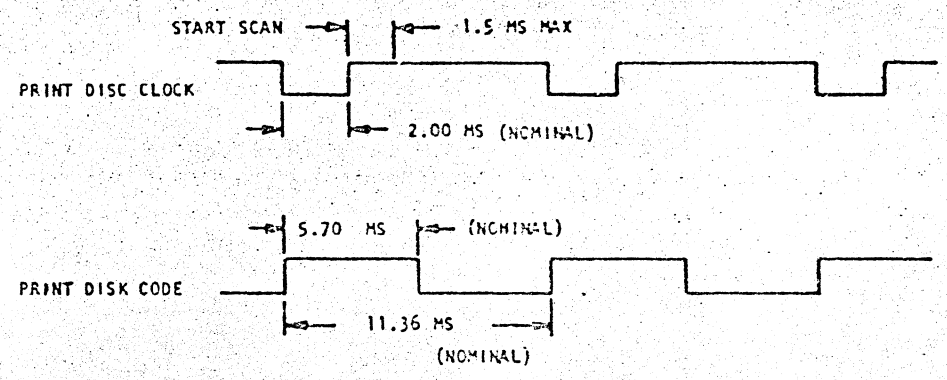 START SCAN 1.5 MS MAX
PRINT DISC CLOCK
2.00 MS (NOMINAL)
5.70 MS (NOMINAL)
PRINT DISK CODE
11.36 MS
(NOMINAL)